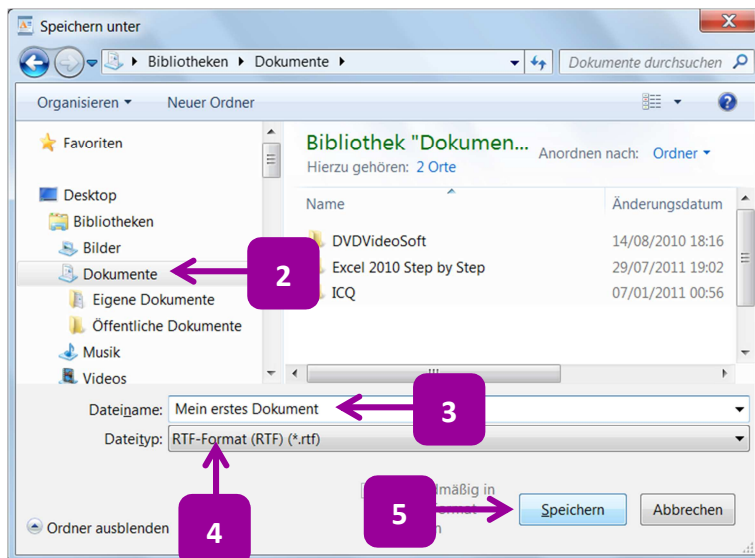 Speichern unter
Bibliotheken Dokumente
Dokumente durchsuchen
Organisieren Neuer Ordner
Favoriten
Desktop
Bibliotheken
Bilder
Dokumente
Eigene Dokumente
Öffentliche Dokumente
Musik
Videos
2
Bibliothek "Dokumen...
Hierzu gehören: 2 Orte
Anordnen nach: Ordner
Name Änderungsdatum
DVDVideoSoft 14/08/2010 18:16
Excel 2010 Step by Step 29/07/2011 19:02
ICQ 07/01/2011 00:56
Dateiname: Mein erstes Dokument
3
Dateityp: RTF-Format (RTF) (*.rtf)
4
in
5
Speichern Abbrechen
Ordner ausblenden